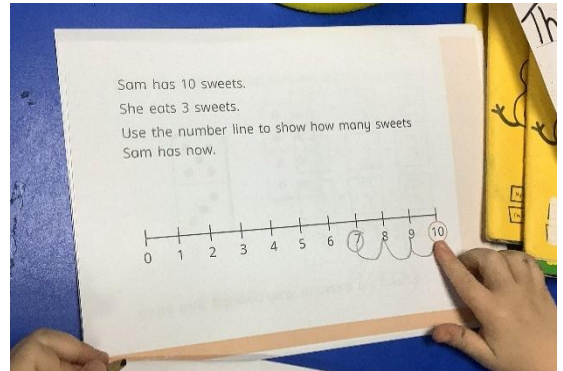 Sam has 10 sweets.
She eats 3 sweets.
Use the number line to show how many sweets
Sam has now.
0 1 2 3 4 5 6 7 8 9 10
Th